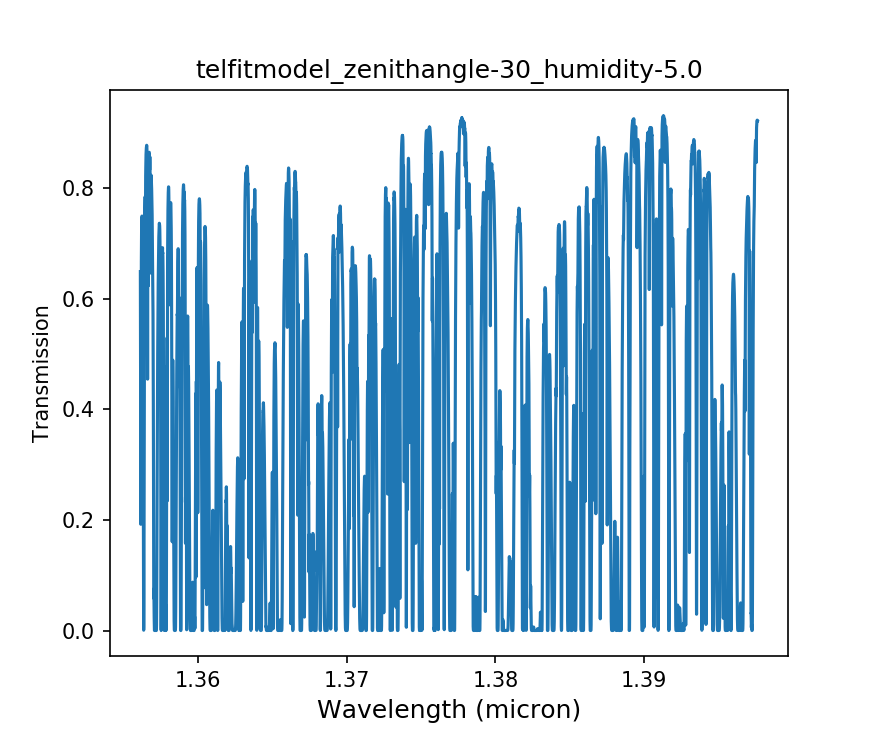 telfitmodel_zenithangle-30_humidity-5.0
Transmission
0.8
0.6
0.4
0.2
0.0
1.36 1.37 1.38 1.39
Wavelength (micron)